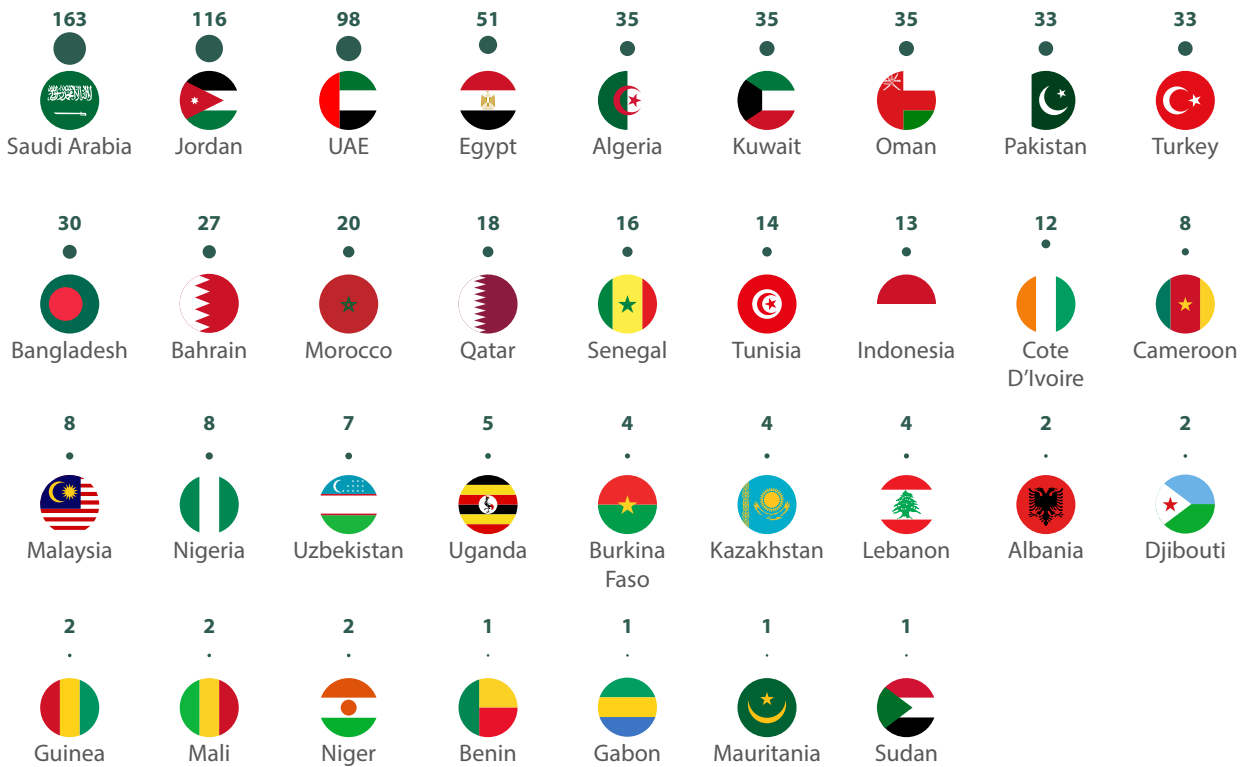 163 116 98 51 35 35 35 33 33
Saudi Arabia Jordan UAE Egypt Algeria Kuwait Oman Pakistan Turkey
30 27 20 18 16 14 13 12 8
Bangladesh Bahrain Morocco Qatar Senegal Tunisia Indonesia Cote Cameroon
D’Ivoire
8 8 7 5 4 4 4 2 2
Malaysia Nigeria Uzbekistan Uganda Burkina Kazakhstan Lebanon Albania Djibouti
Faso
2 2 2 1 1 1 1
Guinea Mali Niger Benin Gabon Mauritania Sudan